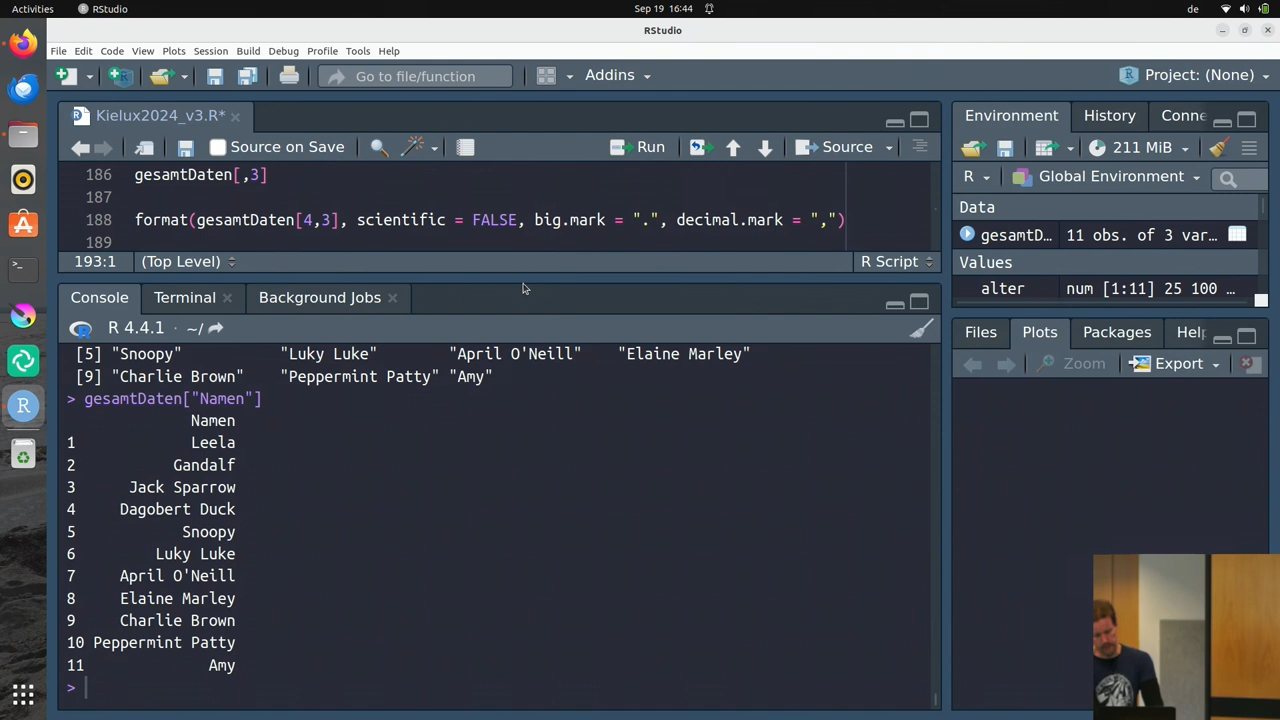 Activities
RStudio
Sep 19 16:44
de
RStudio
File Edit Code View Plots Session Build Debug Profile Tools Help
Go to file/function
Addins
Project: (None)
Kielux2024_v3.R*
Source on Save
Run
Source
186 gesamtDaten[,3]
187
188 format(gesamtDaten[4,3], scientific = FALSE, big.mark = ".", decimal.mark = ",")
189
193:1 (Top Level)
R Script
Console Terminal Background Jobs
R 4.4.1 · ~/
[5] "Snoopy" "Luky Luke" "April O'Neill" "Elaine Marley"
[9] "Charlie Brown" "Peppermint Patty" "Amy"
> gesamtDaten["Namen"]
Namen
1 Leela
2 Gandalf
3 Jack Sparrow
4 Dagobert Duck
5 Snoopy
6 Luky Luke
7 April O'Neill
8 Elaine Marley
9 Charlie Brown
10 Peppermint Patty
11 Amy
>
Environment History Conne
211 MiB
R Global Environment
Data
gesamtD… 11 obs. of 3 var…
Values
alter num [1:11] 25 100 …
Files Plots Packages Help
Zoom Export